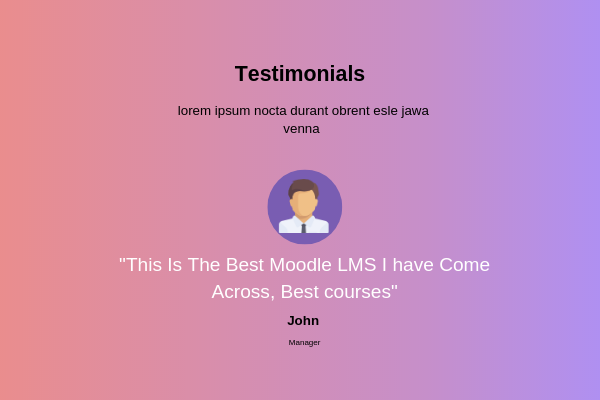 Testimonials
lorem ipsum nocta durant obrent esle jawa
venna
"This Is The Best Moodle LMS I have Come
Across, Best courses"
John
Manager